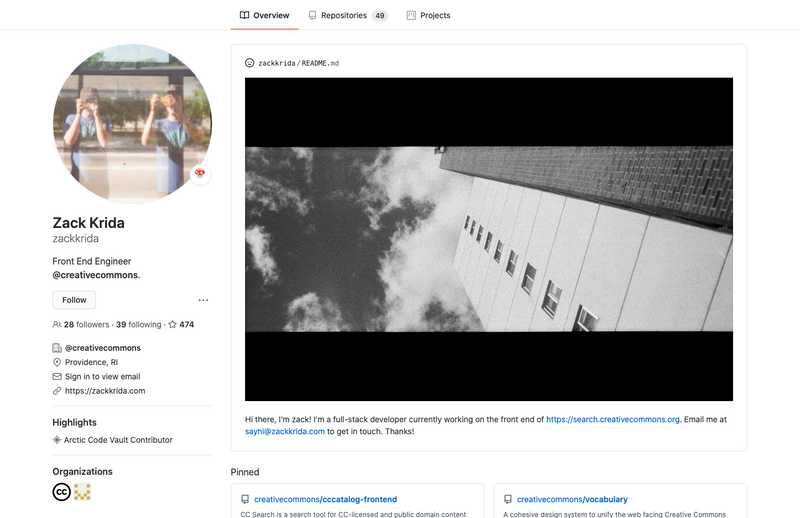 Overview Repositories 49 Projects
Zack Krida
zackkrida
Front End Engineer
@creativecommons.
Follow
28 followers · 39 following · 474
@creativecommons
Providence, RI
Sign in to view email
https://zackkrida.com
Highlights
Arctic Code Vault Contributor
Organizations
CC
zackkrida/README.md
Hi there, I'm zack! I'm a full-stack developer currently working on the front end of https://search.creativecommons.org. Email me at
sayhi@zackkrida.com to get in touch. Thanks!
Pinned
creativecommons/cccatalog-frontend
CC Search is a search tool for CC-licensed and public domain content
creativecommons/vocabulary
A cohesive design system to unify the web facing Creative Commons